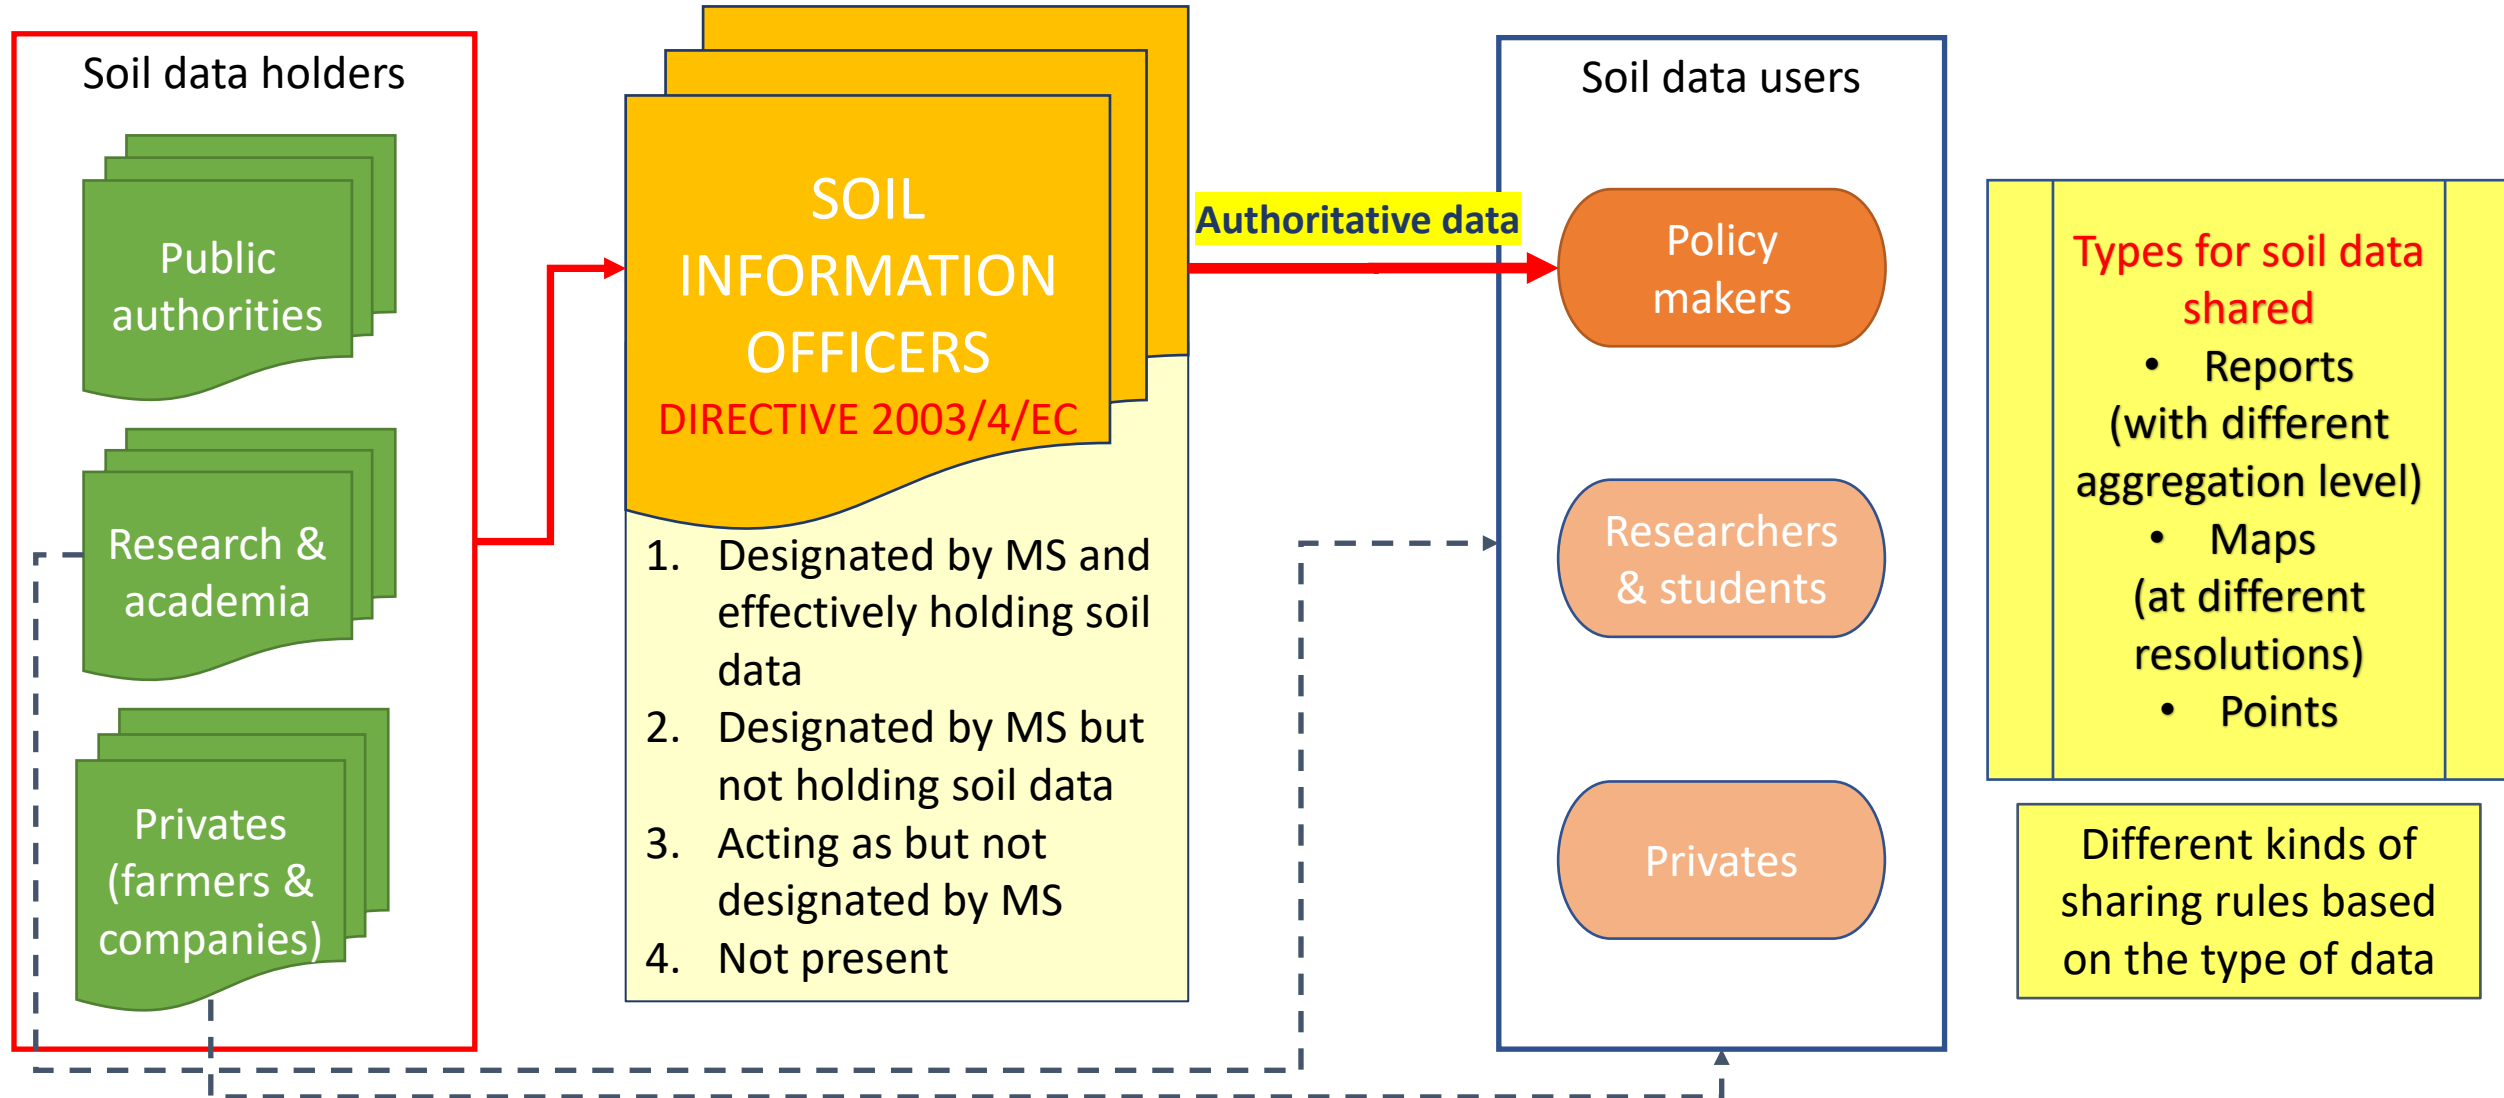 Soil data holders
Public
authorities
Research &
academia
Privates
(farmers &
companies)
SOIL
INFORMATION
OFFICERS
DIRECTIVE 2003/4/EC
1. Designated by MS and
effectively holding soil
data
2. Designated by MS but
not holding soil data
3. Acting as but not
designated by MS
4. Not present
Authoritative data
Soil data users
Policy
makers
Researchers
& students
Privates
Types for soil data
shared
• Reports
(with different
aggregation level)
• Maps
(at different
resolutions)
• Points
Different kinds of
sharing rules based
on the type of data